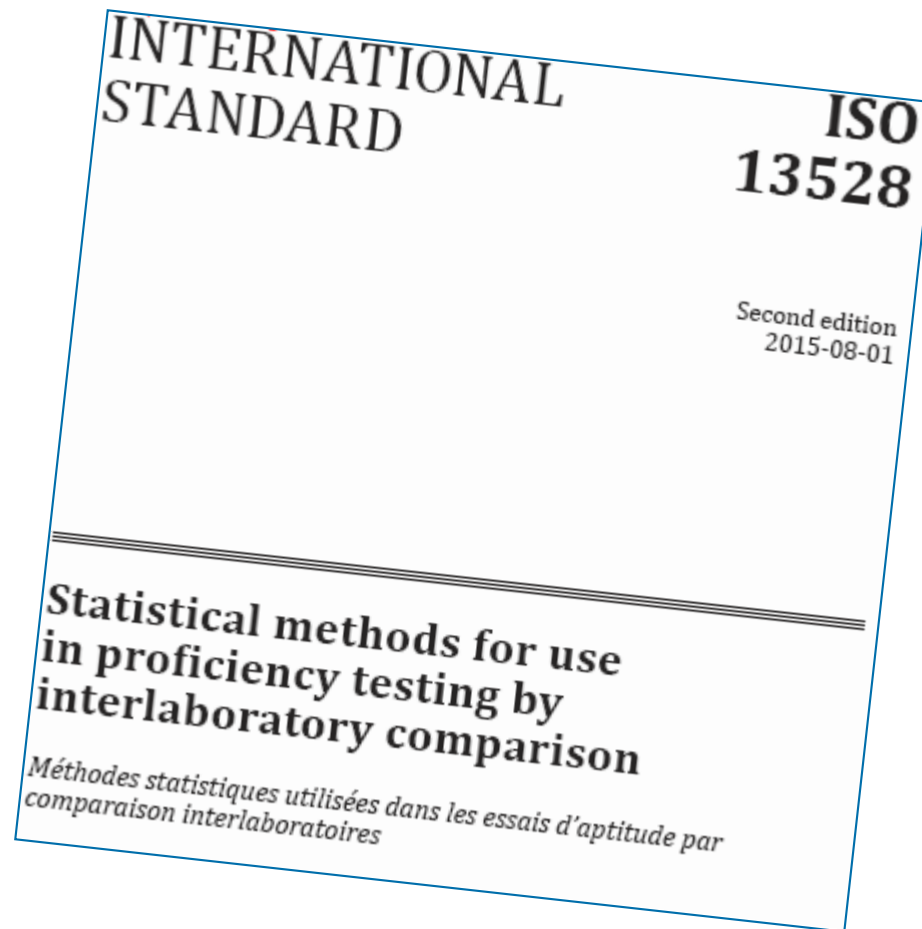 INTERNATIONAL
STANDARD
ISO
13528
Second edition
2015-08-01
Statistical methods for use
in proficiency testing by
interlaboratory comparison
Méthodes statistiques utilisées dans les essais d’aptitude par
comparaison interlaboratoires